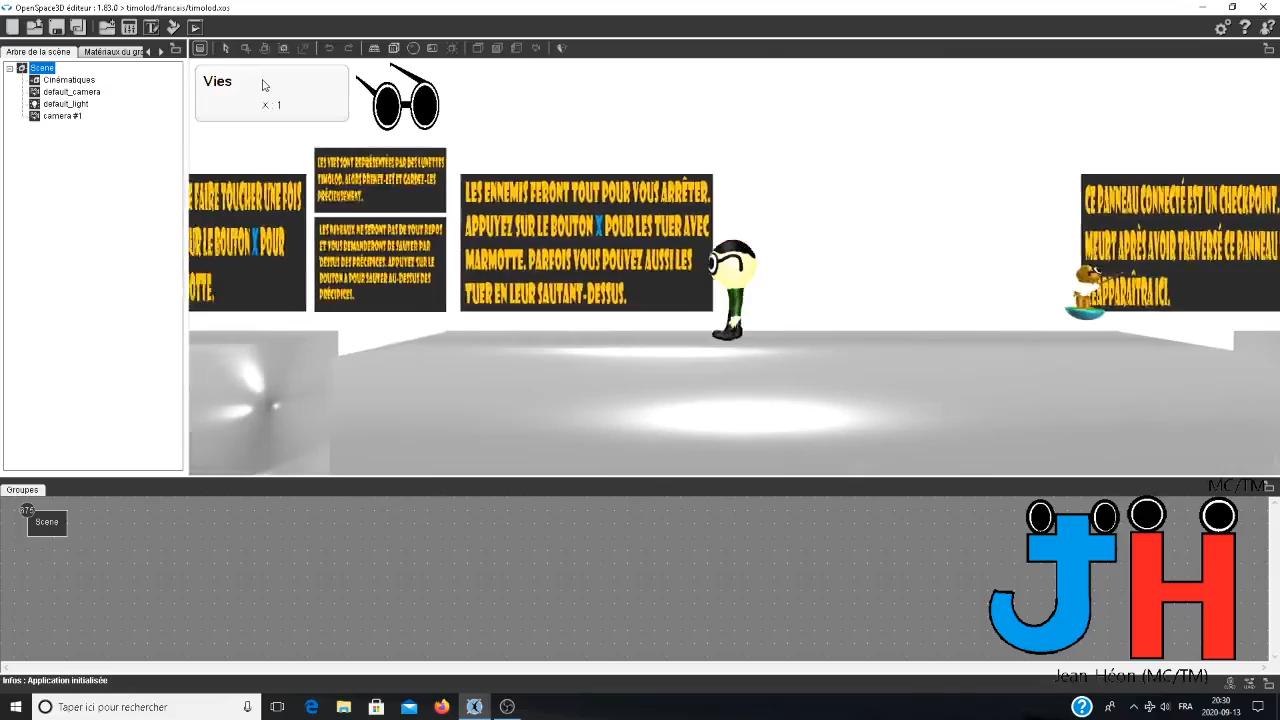 OpenSpace3D éditeur : 1.83.0 > timolod/francais/timolod.xos
Arbre de la scène
Matériaux du gr
Scene
Cinématiques
default_camera
default_light
camera #1
Vies
X : 1
FAIRE TOUCHER UNE FOIS
UR LE BOUTON X POUR
OTTE.
LES VIES SONT REPRÉSENTÉES PAR DES LUNETTES
TIMOLOD. ALORS PRENEZ-LES ET GARDEZ-LES
PRÉCIEUSEMENT.
LES NIVEAUX NE SERONT PAS DE TOUT REPOS
ET VOUS DEMANDERONT DE SAUTER PAR
DESSUS DES PRÉCIPICES. APPUYEZ SUR LE
BOUTON A POUR SAUTER AU-DESSUS DES
PRÉCIPICES.
LES ENNEMIS FERONT TOUT POUR VOUS ARRÊTER.
APPUYEZ SUR LE BOUTON X POUR LES TUER AVEC
MARMOTTE. PARFOIS VOUS POUVEZ AUSSI LES
TUER EN LEUR SAUTANT-DESSUS.
CE PANNEAU CONNECTÉ EST UN CHECKPOINT.
MEURT APRÈS AVOIR TRAVERSÉ CE PANNEAU
RÉAPPARAÎTRA ICI.
Groupes
MC/TM
675
Scene
JH
Jean-Héon (MC/TM)
Infos : Application initialisée
Taper ici pour rechercher
FRA
20:30
2020-09-13